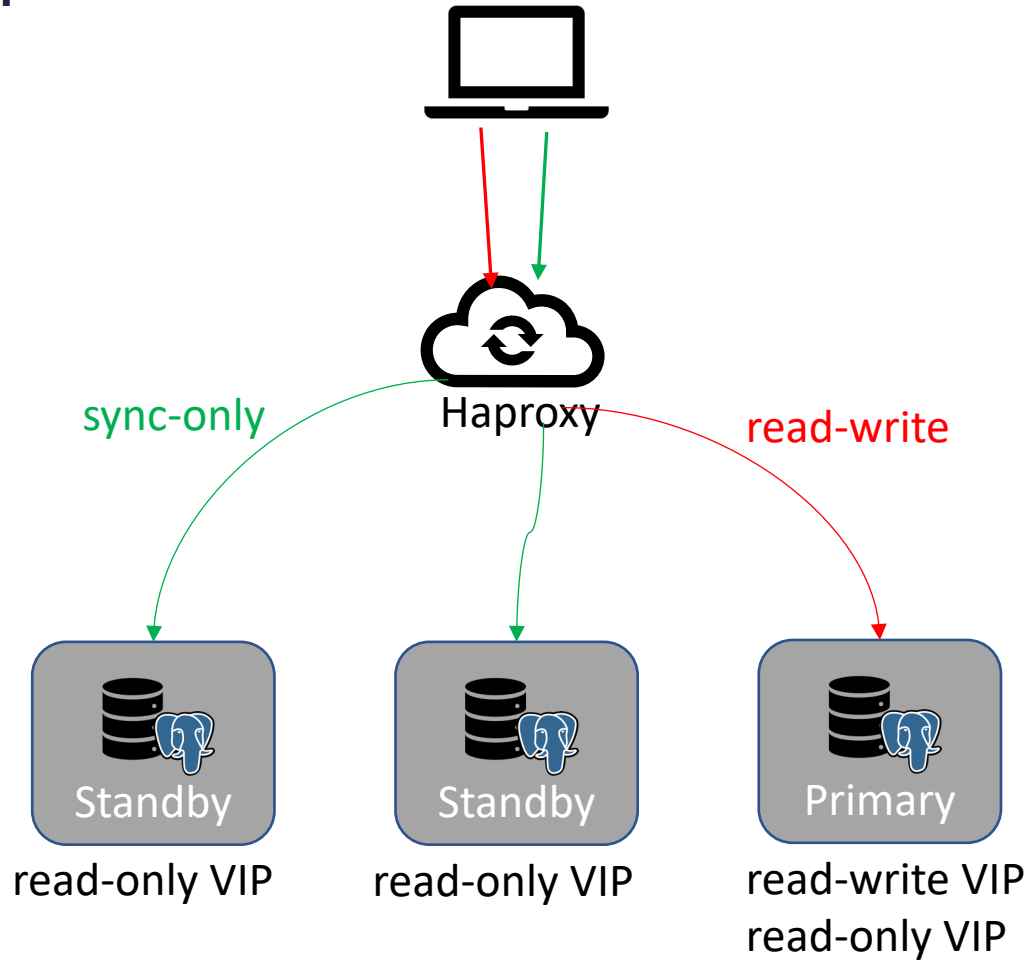 Haproxy
sync-only
read-write
Standby
Standby
Primary
read-only VIP
read-only VIP
read-write VIP
read-only VIP